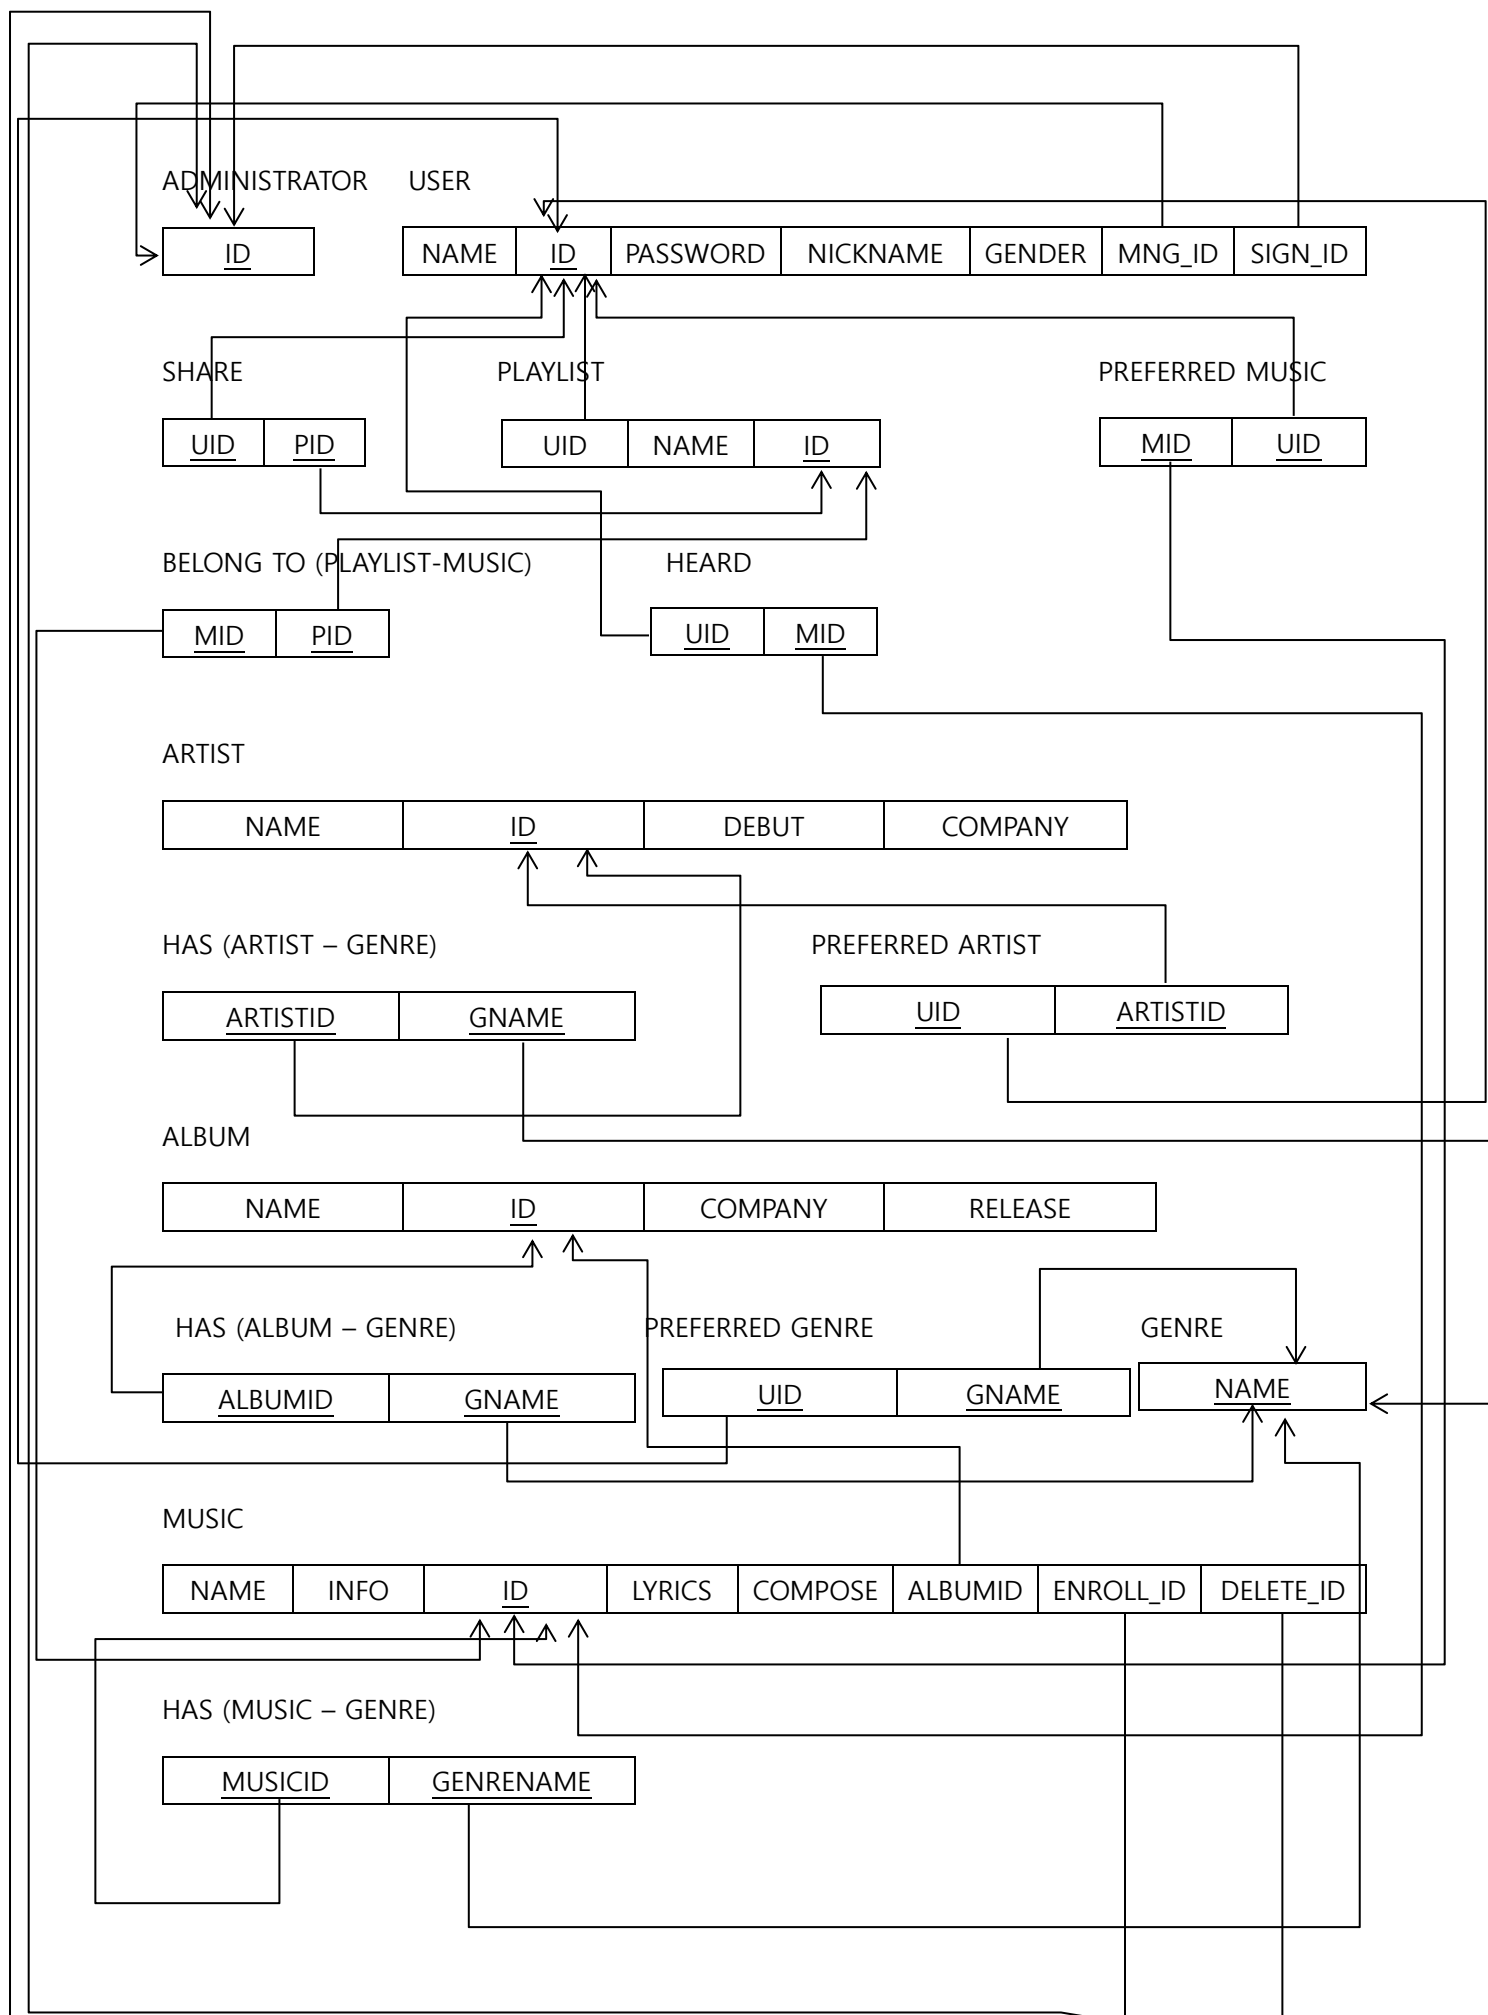 ADMINISTRATOR USER
ID
NAME ID PASSWORD NICKNAME GENDER MNG_ID SIGN_ID
SHARE PLAYLIST PREFERRED MUSIC
UID PID
UID NAME ID
MID UID
BELONG TO (PLAYLIST-MUSIC) HEARD
MID PID
UID MID
ARTIST
NAME ID DEBUT COMPANY
HAS (ARTIST – GENRE) PREFERRED ARTIST
ARTISTID GNAME
UID ARTISTID
ALBUM
NAME ID COMPANY RELEASE
HAS (ALBUM – GENRE) PREFERRED GENRE GENRE
ALBUMID GNAME
UID GNAME
NAME
MUSIC
NAME INFO ID LYRICS COMPOSE ALBUMID ENROLL_ID DELETE_ID
HAS (MUSIC – GENRE)
MUSICID GENRENAME